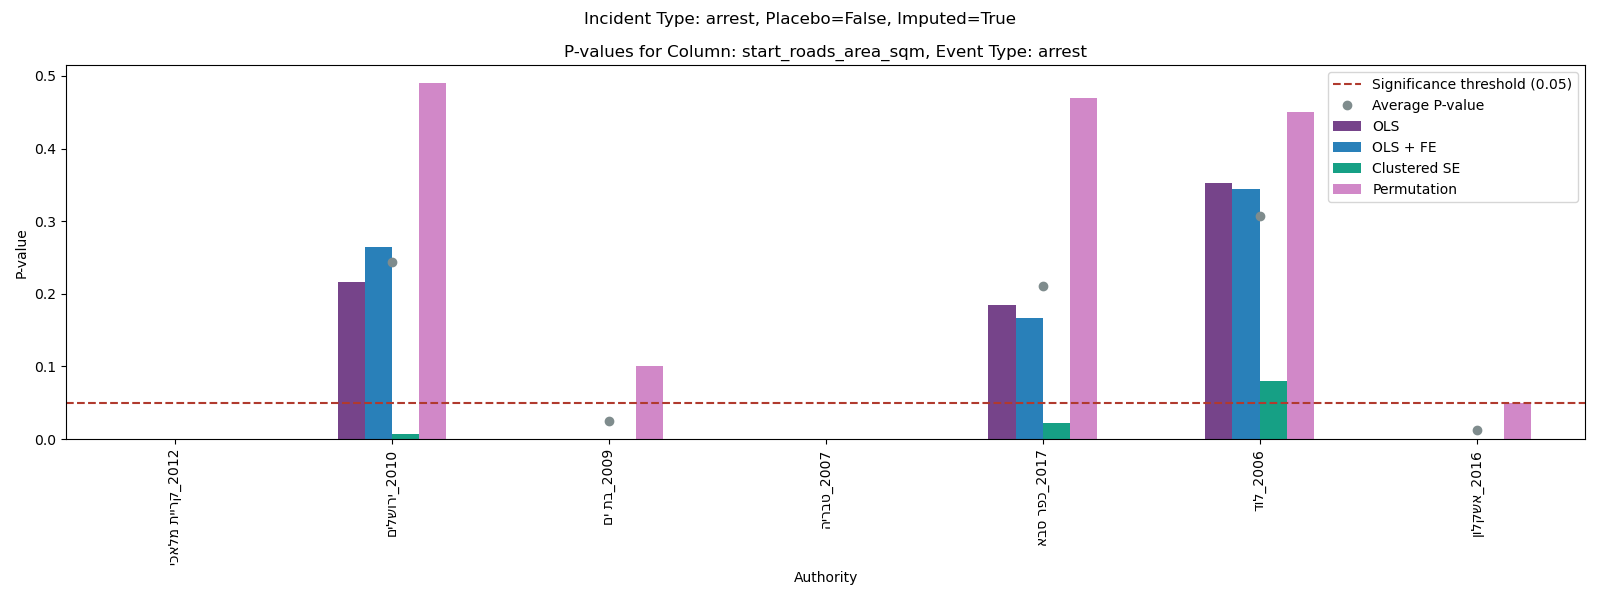 Incident Type: arrest, Placebo=False, Imputed=True
P-values for Column: start_roads_area_sqm, Event Type: arrest
P-value
0.5
0.4
0.3
0.2
0.1
0.0
Significance threshold (0.05)
Average P-value
OLS
OLS + FE
Clustered SE
Permutation
קריית מלאכי_2012
ירושלים_2010
בת ים_2009
טבריה_2007
כפר סבא_2017
לוד_2006
אשקלון_2016
Authority